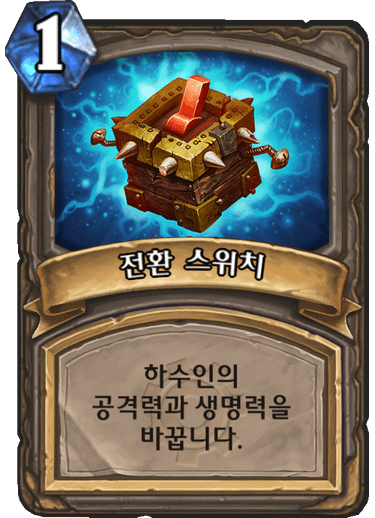 1
전환 스위치
하수인의
공격력과 생명력을
바꿉니다.